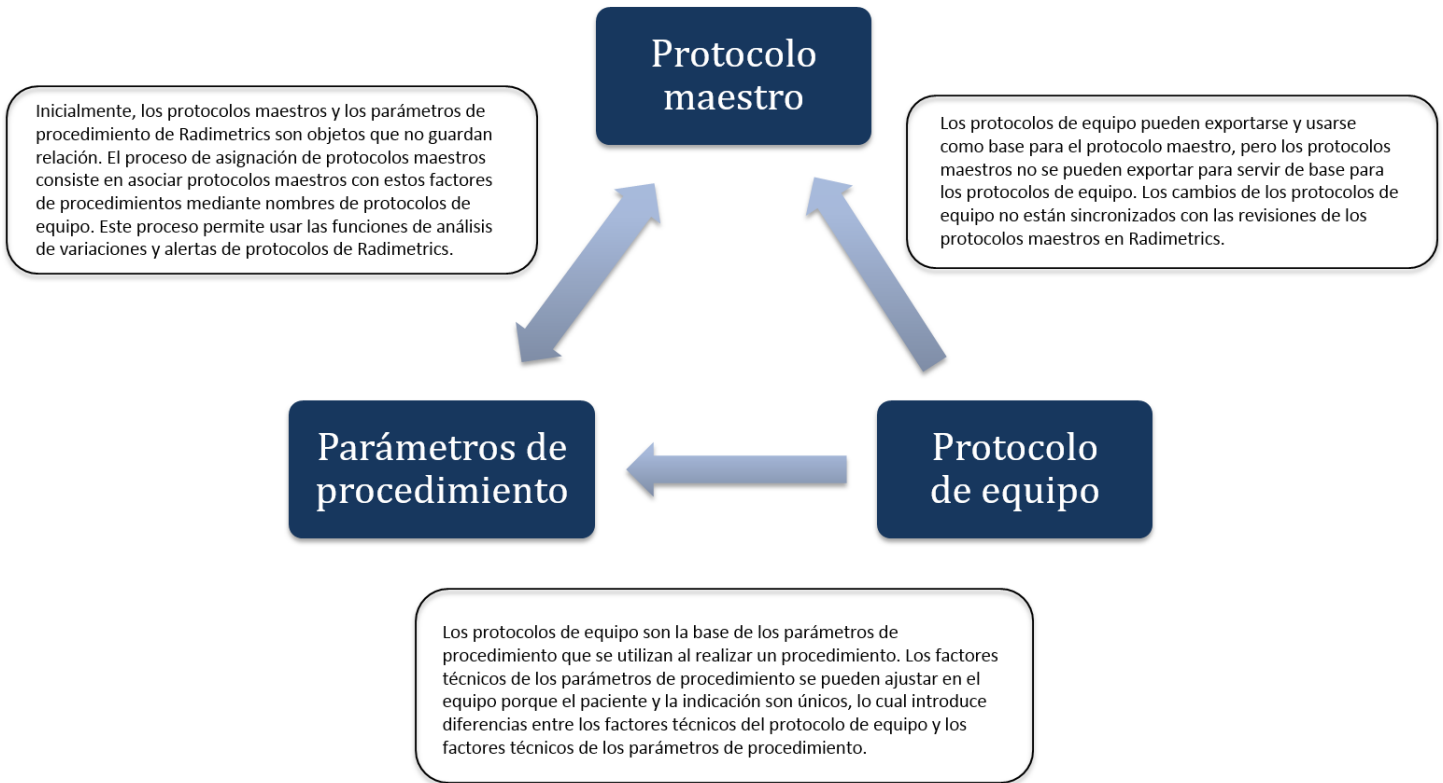 Protocolo
maestro
Inicialmente, los protocolos maestros y los parámetros de
procedimiento de Radimetrics son objetos que no guardan
relación. El proceso de asignación de protocolos maestros
consiste en asociar protocolos maestros con estos factores
de procedimientos mediante nombres de protocolos de
equipo. Este proceso permite usar las funciones de análisis
de variaciones y alertas de protocolos de Radimetrics.
Los protocolos de equipo pueden exportarse y usarse
como base para el protocolo maestro, pero los protocolos
maestros no se pueden exportar para servir de base para
los protocolos de equipo. Los cambios de los protocolos de
equipo no están sincronizados con las revisiones de los
protocolos maestros en Radimetrics.
Parámetros de
procedimiento
Protocolo
de equipo
Los protocolos de equipo son la base de los parámetros de
procedimiento que se utilizan al realizar un procedimiento. Los factores
técnicos de los parámetros de procedimiento se pueden ajustar en el
equipo porque el paciente y la indicación son únicos, lo cual introduce
diferencias entre los factores técnicos del protocolo de equipo y los
factores técnicos de los parámetros de procedimiento.